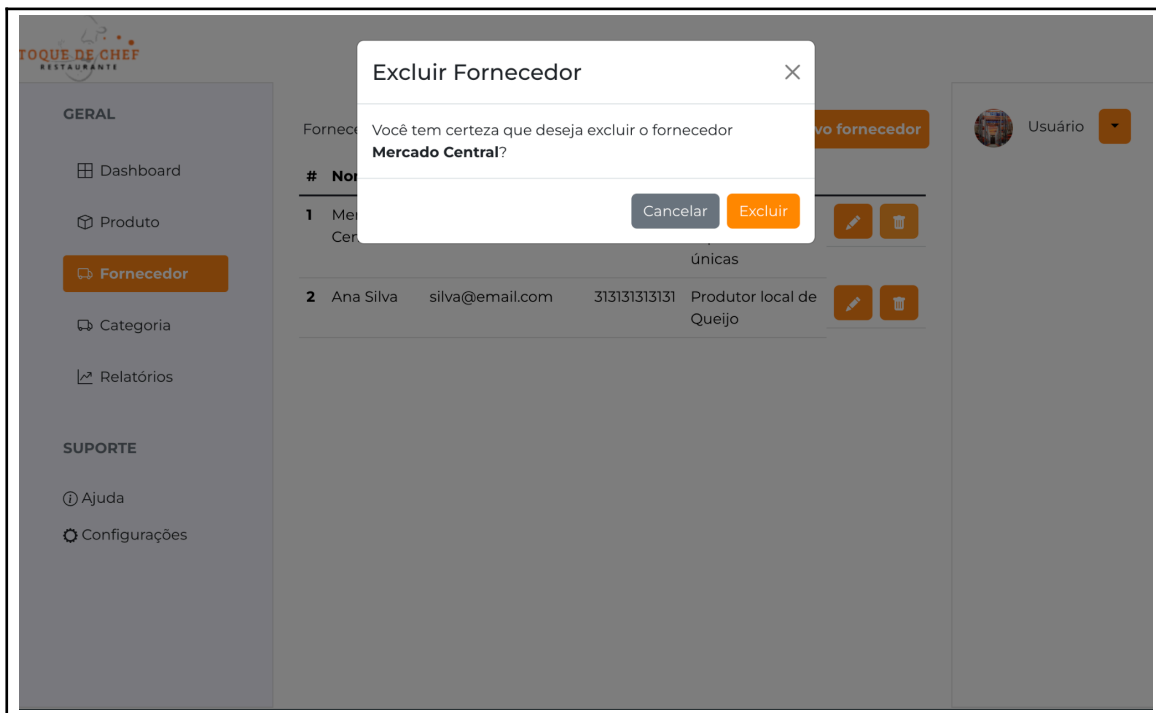 TOQUE DE CHEF
RESTAURANTE
Excluir Fornecedor
Você tem certeza que deseja excluir o fornecedor
Mercado Central?
Cancelar Excluir
GERAL
Dashboard
Produto
Fornecedor
Categoria
Relatórios
SUPORTE
Ajuda
Configurações
fornecedor
Usuário
#
1
únicas
2 Ana Silva silva@email.com 313131313131 Produtor local de
Queijo